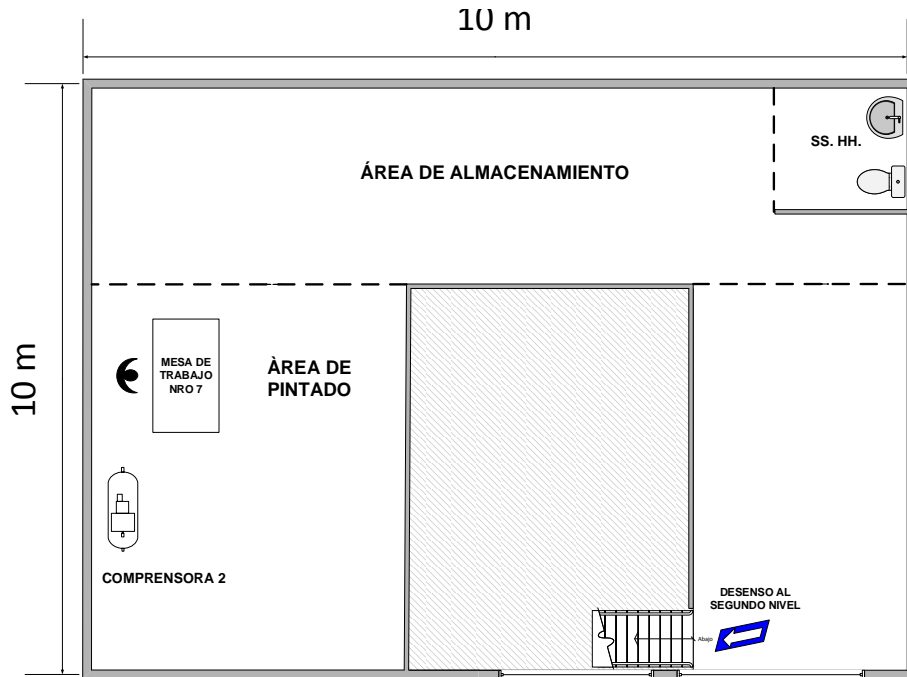 10 m
SS. HH.
ÁREA DE ALMACENAMIENTO
10 m
MESA DE
TRABAJO
NRO 7
ÀREA DE
PINTADO
COMPRENSORA 2
DESENSO AL
SEGUNDO NIVEL
Abajo